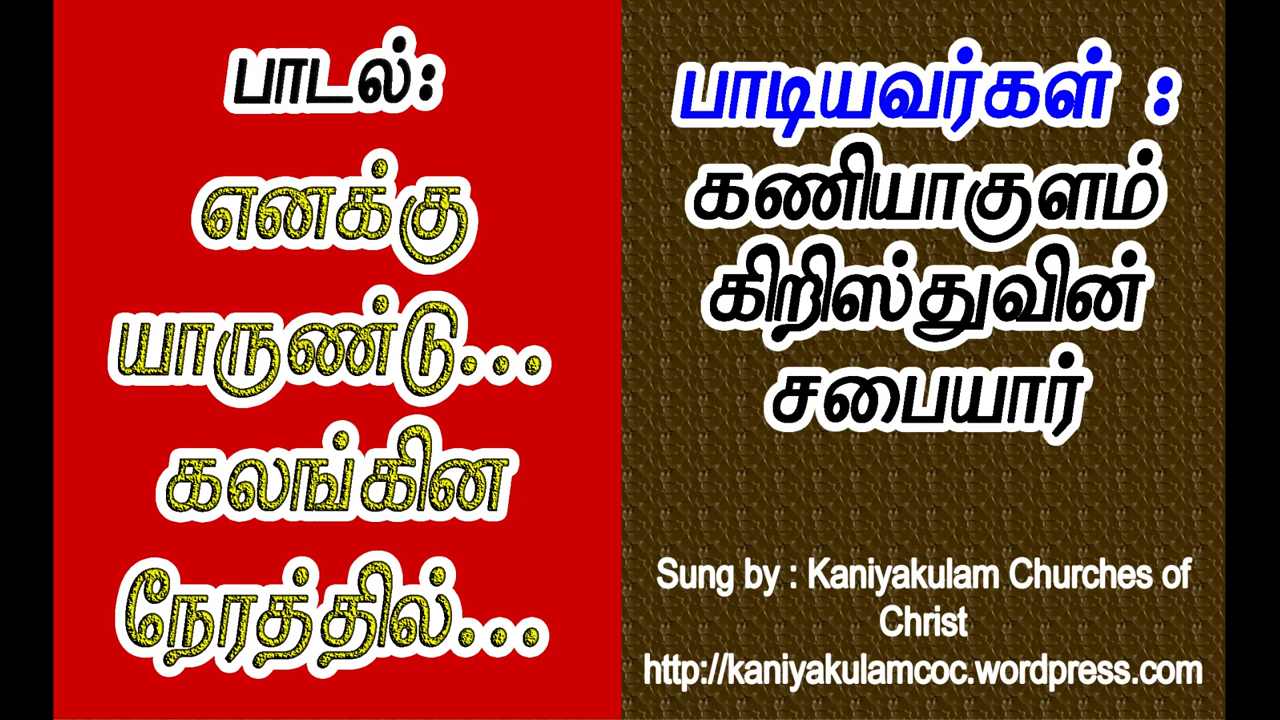 பாடல்:
எனக்கு
யாருண்டு...
கலங்கின
நேரத்தில்...
பாடியவர்கள் :
கணியாகுளம்
கிறிஸ்துவின்
சபையார்
Sung by : Kaniyakulam Churches of
Christ
http://kaniyakulamcoc.wordpress.com